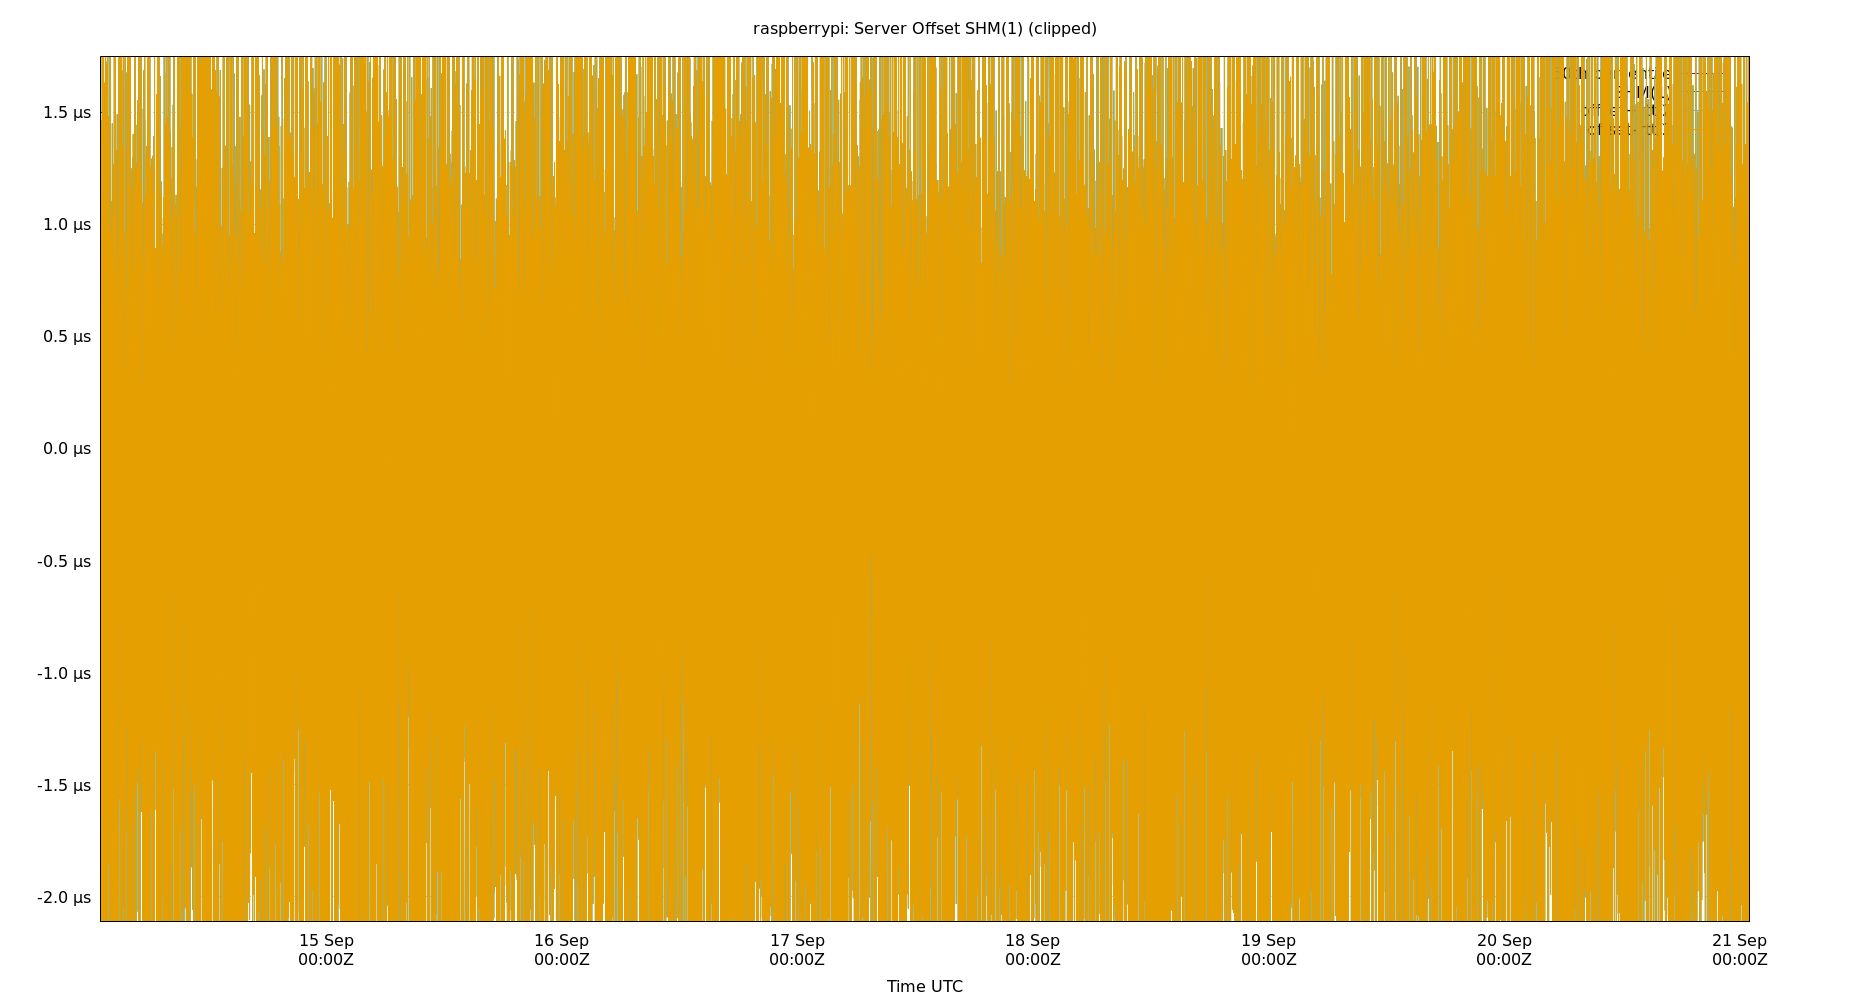 raspberrypi: Server Offset SHM(1) (clipped)
1.5 µs
1.0 µs
0.5 µs
0.0 µs
-0.5 µs
-1.0 µs
-1.5 µs
-2.0 µs
SHM(1)
15 Sep 16 Sep 17 Sep 18 Sep 19 Sep 20 Sep 21 Sep
00:00Z 00:00Z 00:00Z 00:00Z 00:00Z 00:00Z 00:00Z
Time UTC